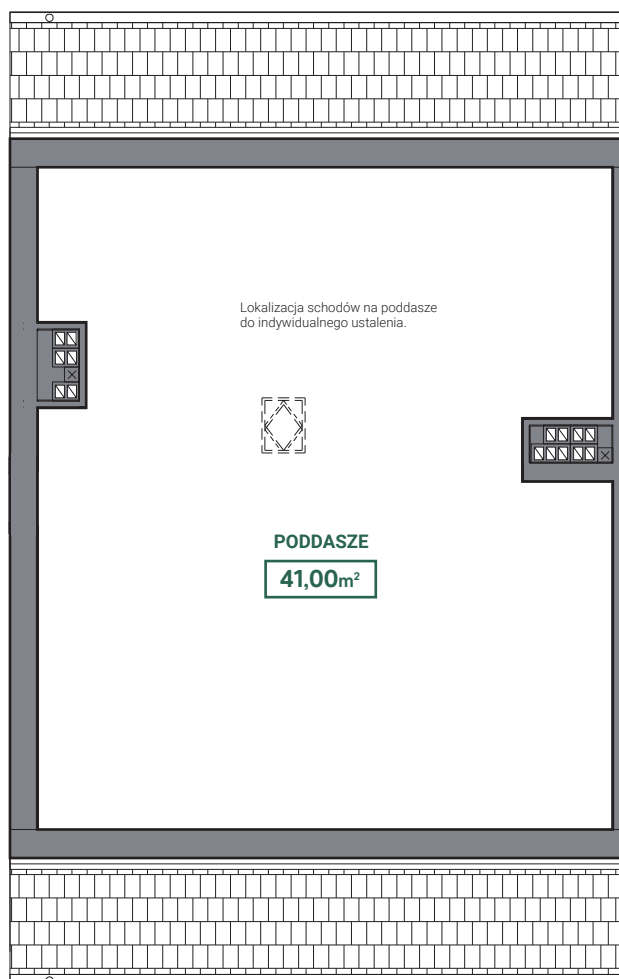 Lokalizacja schodów na poddasze
do indywidualnego ustalenia.
PODDASZE
41,00m²